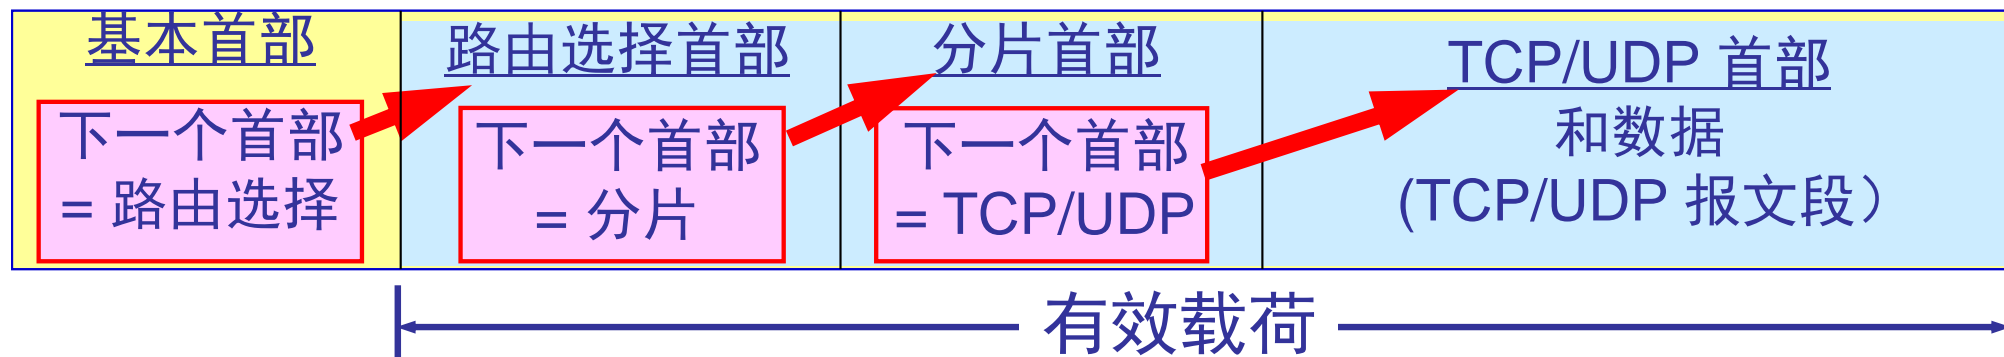 基本首部
下一个首部
= 路由选择
路由选择首部
下一个首部
= 分片
分片首部
下一个首部
= TCP/UDP
TCP/UDP 首部
和数据
(TCP/UDP 报文段）
有效载荷